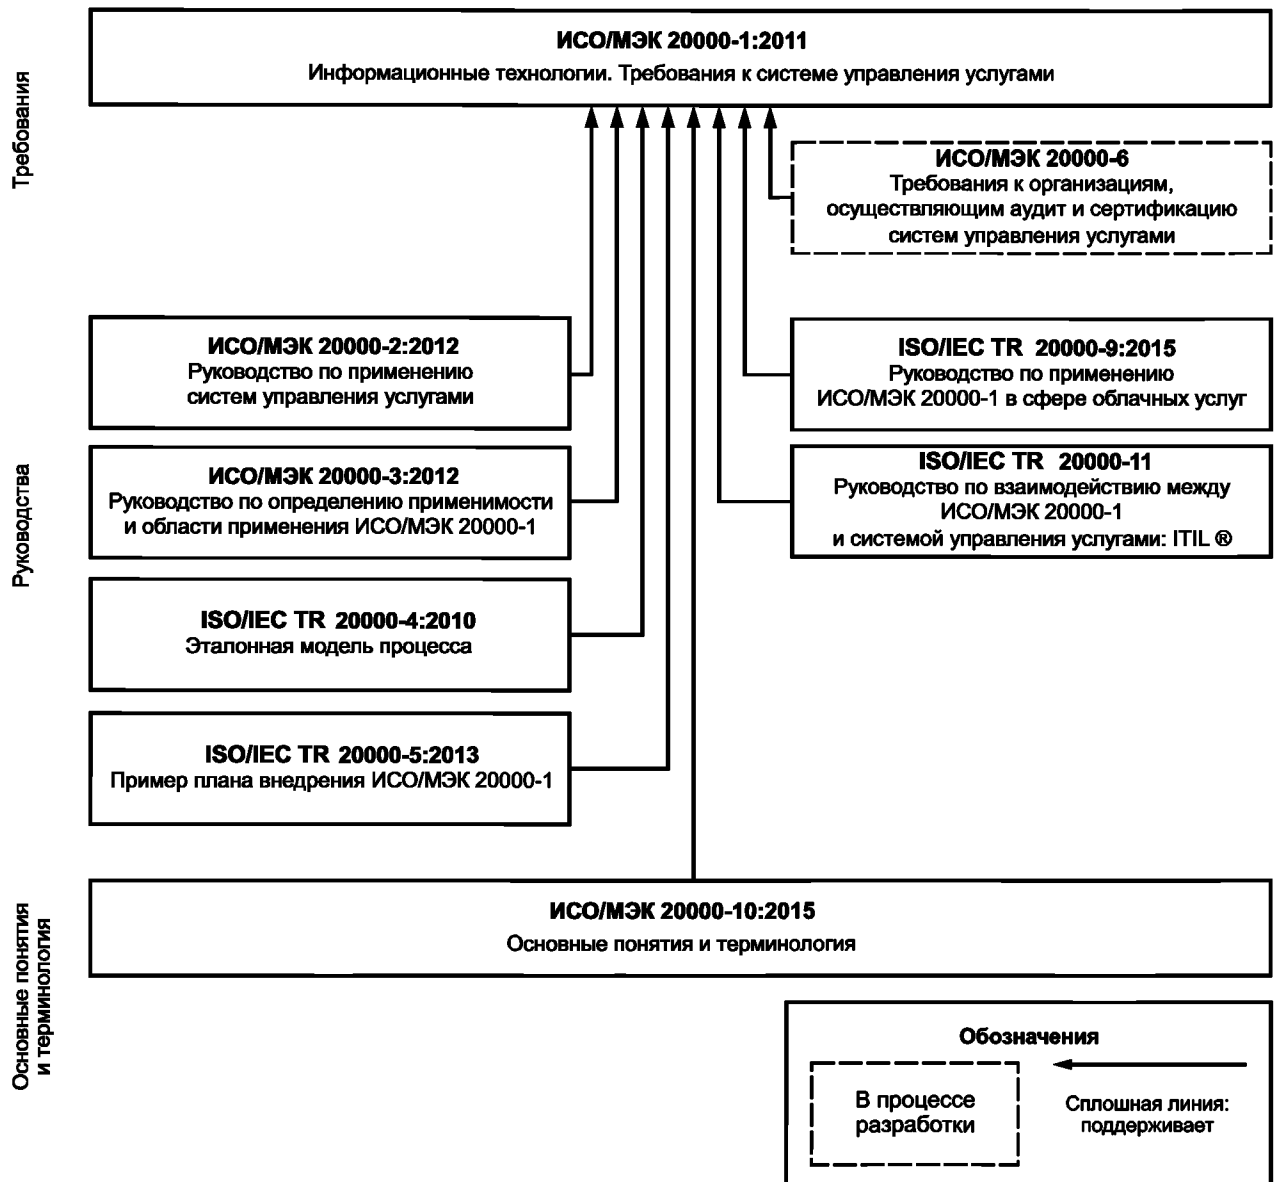 Требования
ИСО/МЭК 20000-1:2011
Информационные технологии. Требования к системе управления услугами
ИСО/МЭК 20000-6
Требования к организациям,
осуществляющим аудит и сертификацию
систем управления услугами
Руководства
ИСО/МЭК 20000-2:2012
Руководство по применению
систем управления услугами
ИСО/МЭК 20000-3:2012
Руководство по определению применимости
и области применения ИСО/МЭК 20000-1
ISO/IEC TR 20000-4:2010
Эталонная модель процесса
ISO/IEC TR 20000-5:2013
Пример плана внедрения ИСО/МЭК 20000-1
ISO/IEC TR 20000-9:2015
Руководство по применению
ИСО/МЭК 20000-1 в сфере облачных услуг
ISO/IEC TR 20000-11
Руководство по взаимодействию между
ИСО/МЭК 20000-1
и системой управления услугами: ITIL ®
Основные понятия
и терминология
ИСО/МЭК 20000-10:2015
Основные понятия и терминология
Обозначения
В процессе
разработки
Сплошная линия:
поддерживает